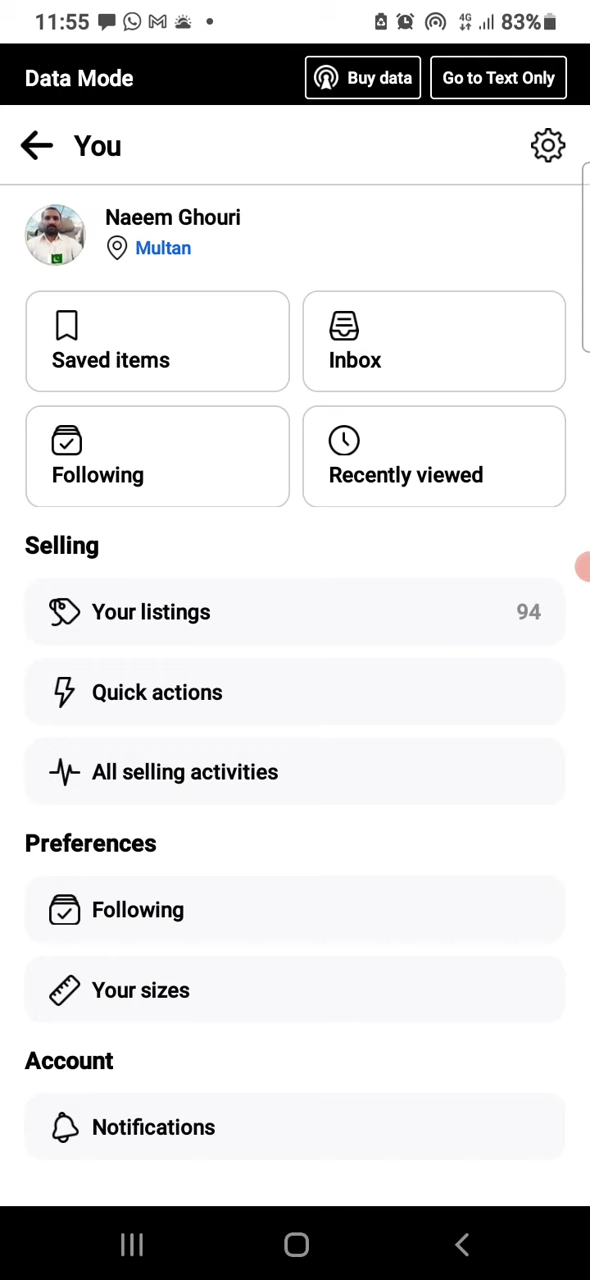 11:55 4G 83%
Data Mode Buy data Go to Text Only
You
Naeem Ghouri
Multan
Saved items Inbox
Following Recently viewed
Selling
Your listings 94
Quick actions
All selling activities
Preferences
Following
Your sizes
Account
Notifications